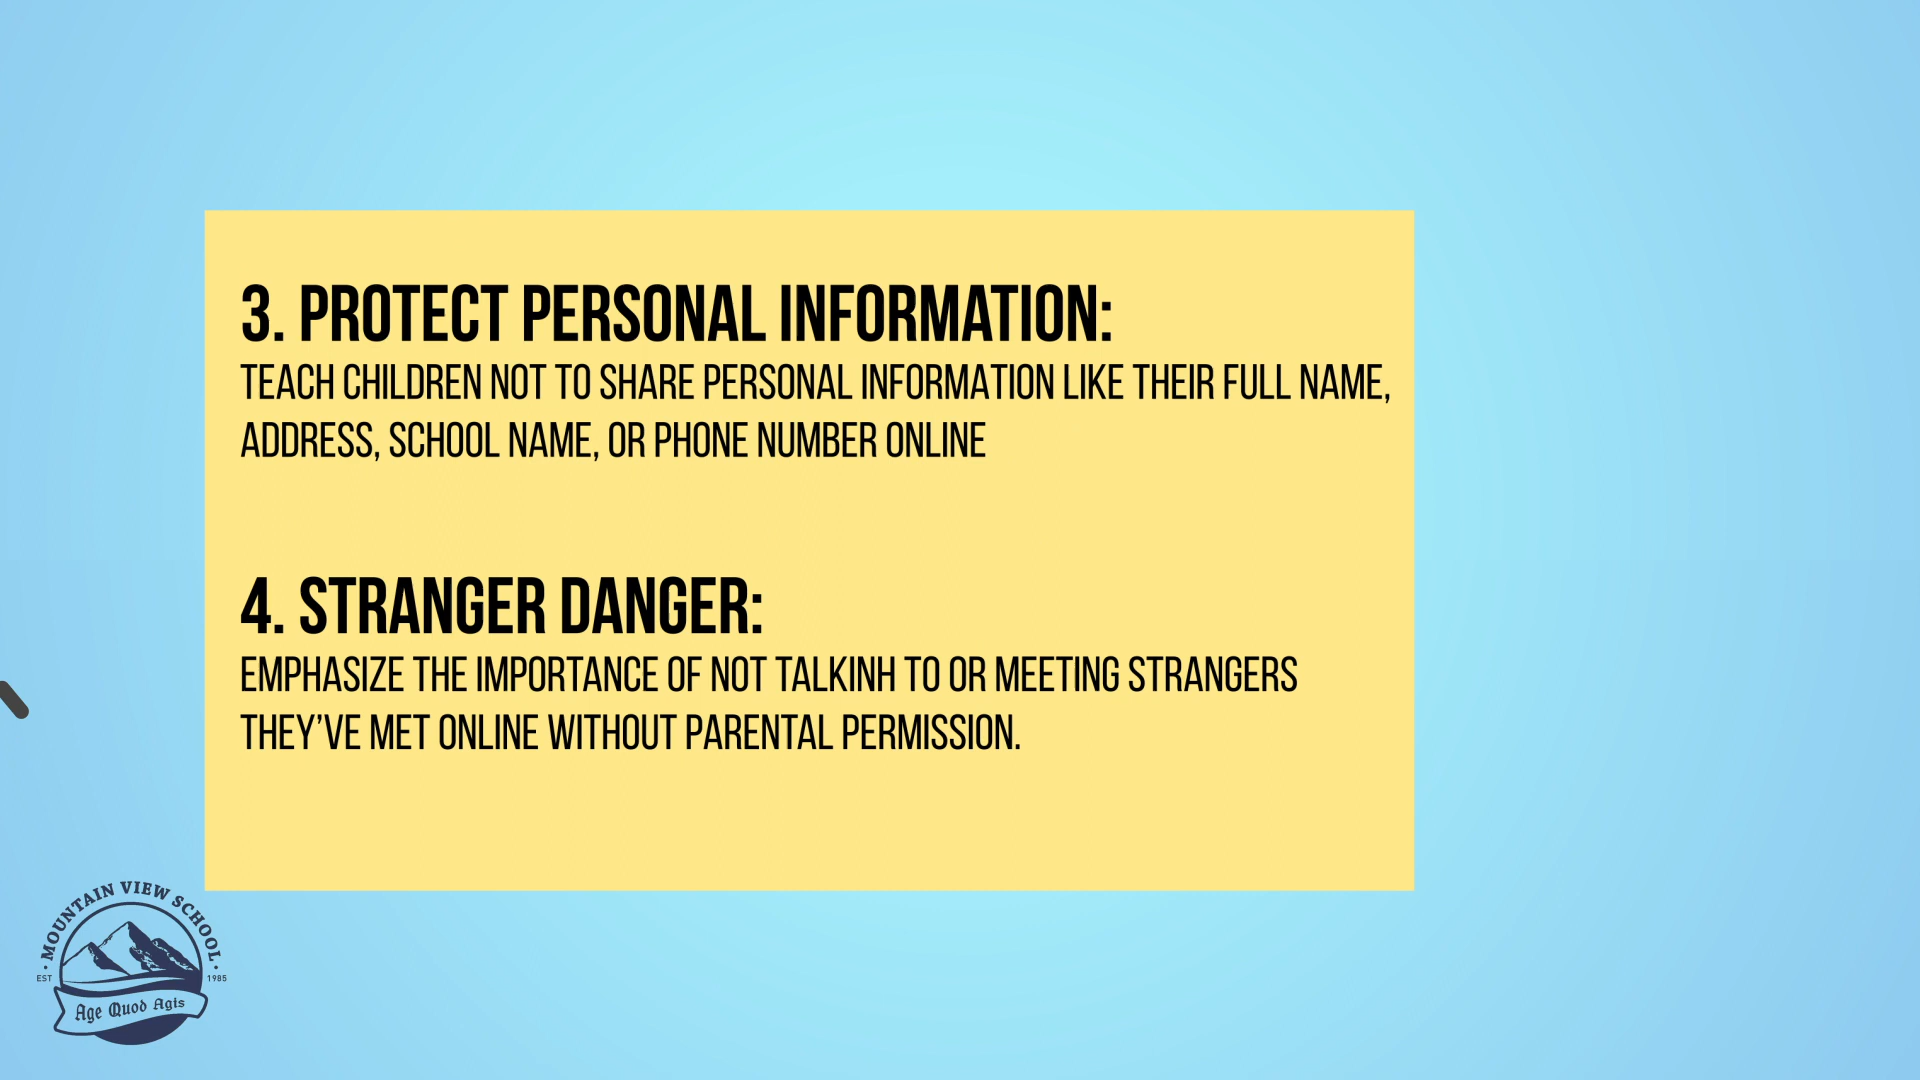 3. PROTECT PERSONAL INFORMATION:
TEACH CHILDREN NOT TO SHARE PERSONAL INFORMATION LIKE THEIR FULL NAME,
ADDRESS, SCHOOL NAME, OR PHONE NUMBER ONLINE
4. STRANGER DANGER:
EMPHASIZE THE IMPORTANCE OF NOT TALKINH TO OR MEETING STRANGERS
THEY’VE MET ONLINE WITHOUT PARENTAL PERMISSION.
· MOUNTAIN VIEW SCHOOL ·
EST 1985
Age Quod Agis